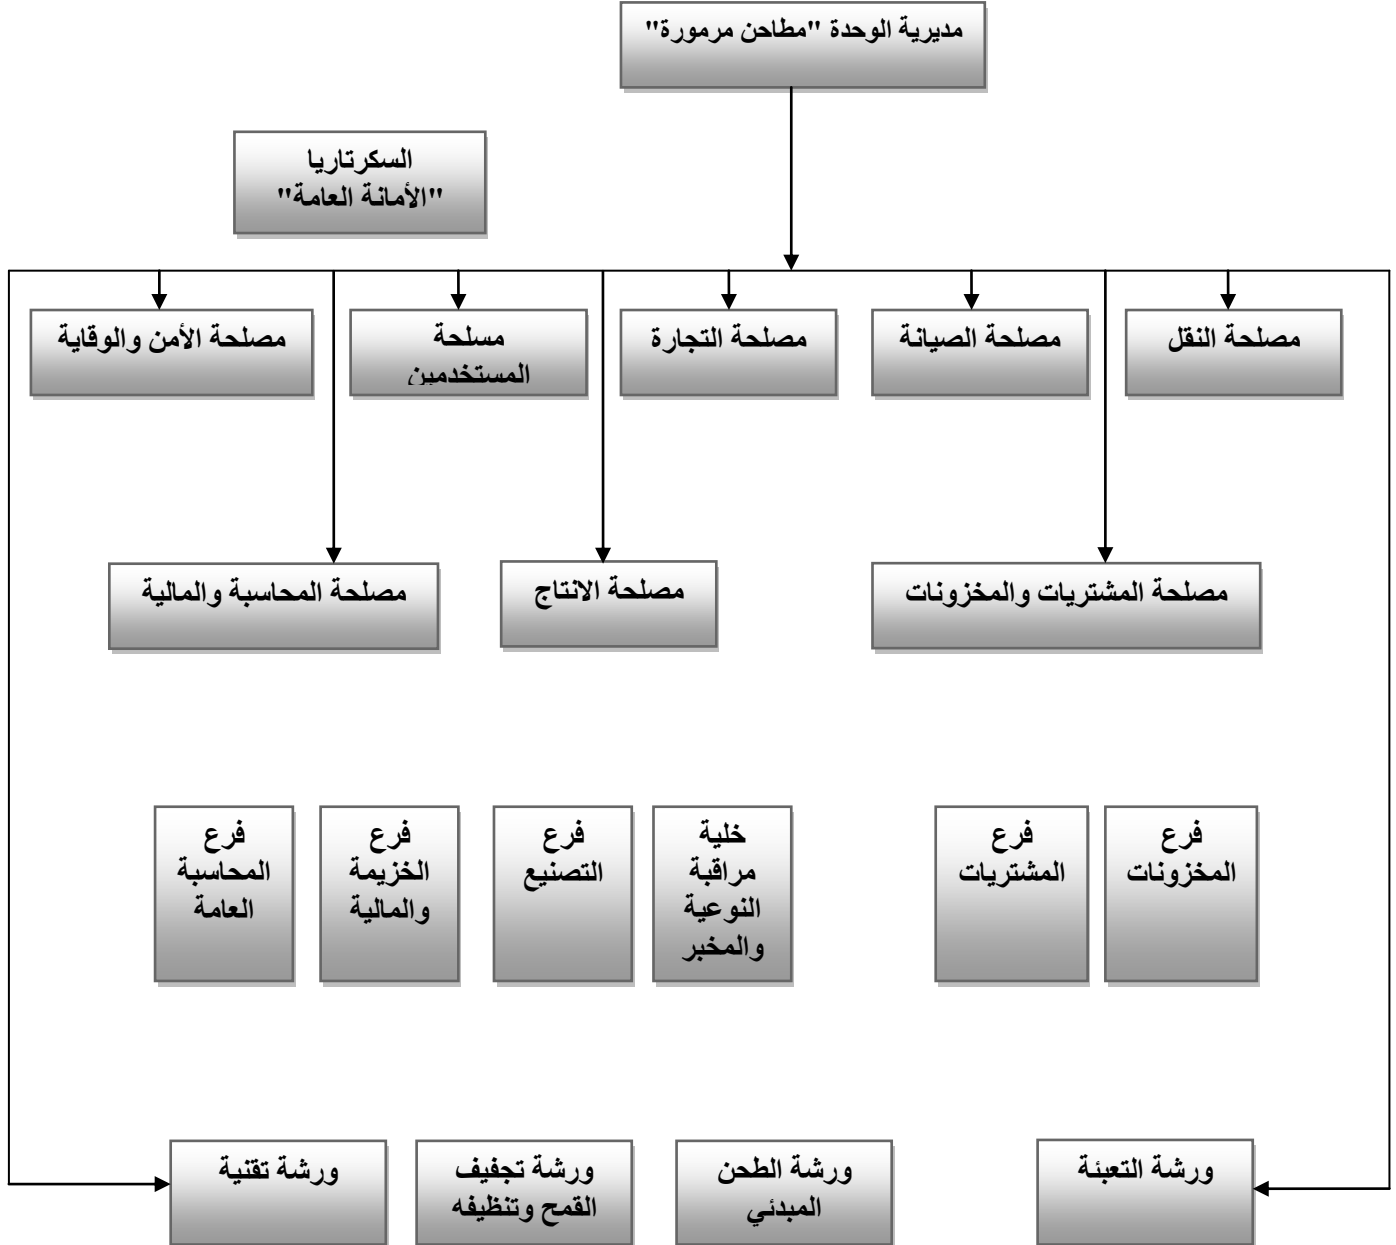 مديرية الوحدة "مطاحن مرمورة"
السكرتاريا
"الأمانة العامة"
مصلحة النقل
مصلحة الصيانة
مصلحة التجارة
مسلحة
المستخدمين
مصلحة الأمن والوقاية
مصلحة المشتريات والمخزونات
مصلحة الانتاج
مصلحة المحاسبة والمالية
فرع
المخزونات
فرع
المشتريات
خلية
مراقبة
النوعية
والمخبر
فرع
التصنيع
فرع
الخزيمة
والمالية
فرع
المحاسبة
العامة
ورشة التعبئة
ورشة الطحن
المبدئي
ورشة تجفيف
القمح وتنظيفه
ورشة تقنية